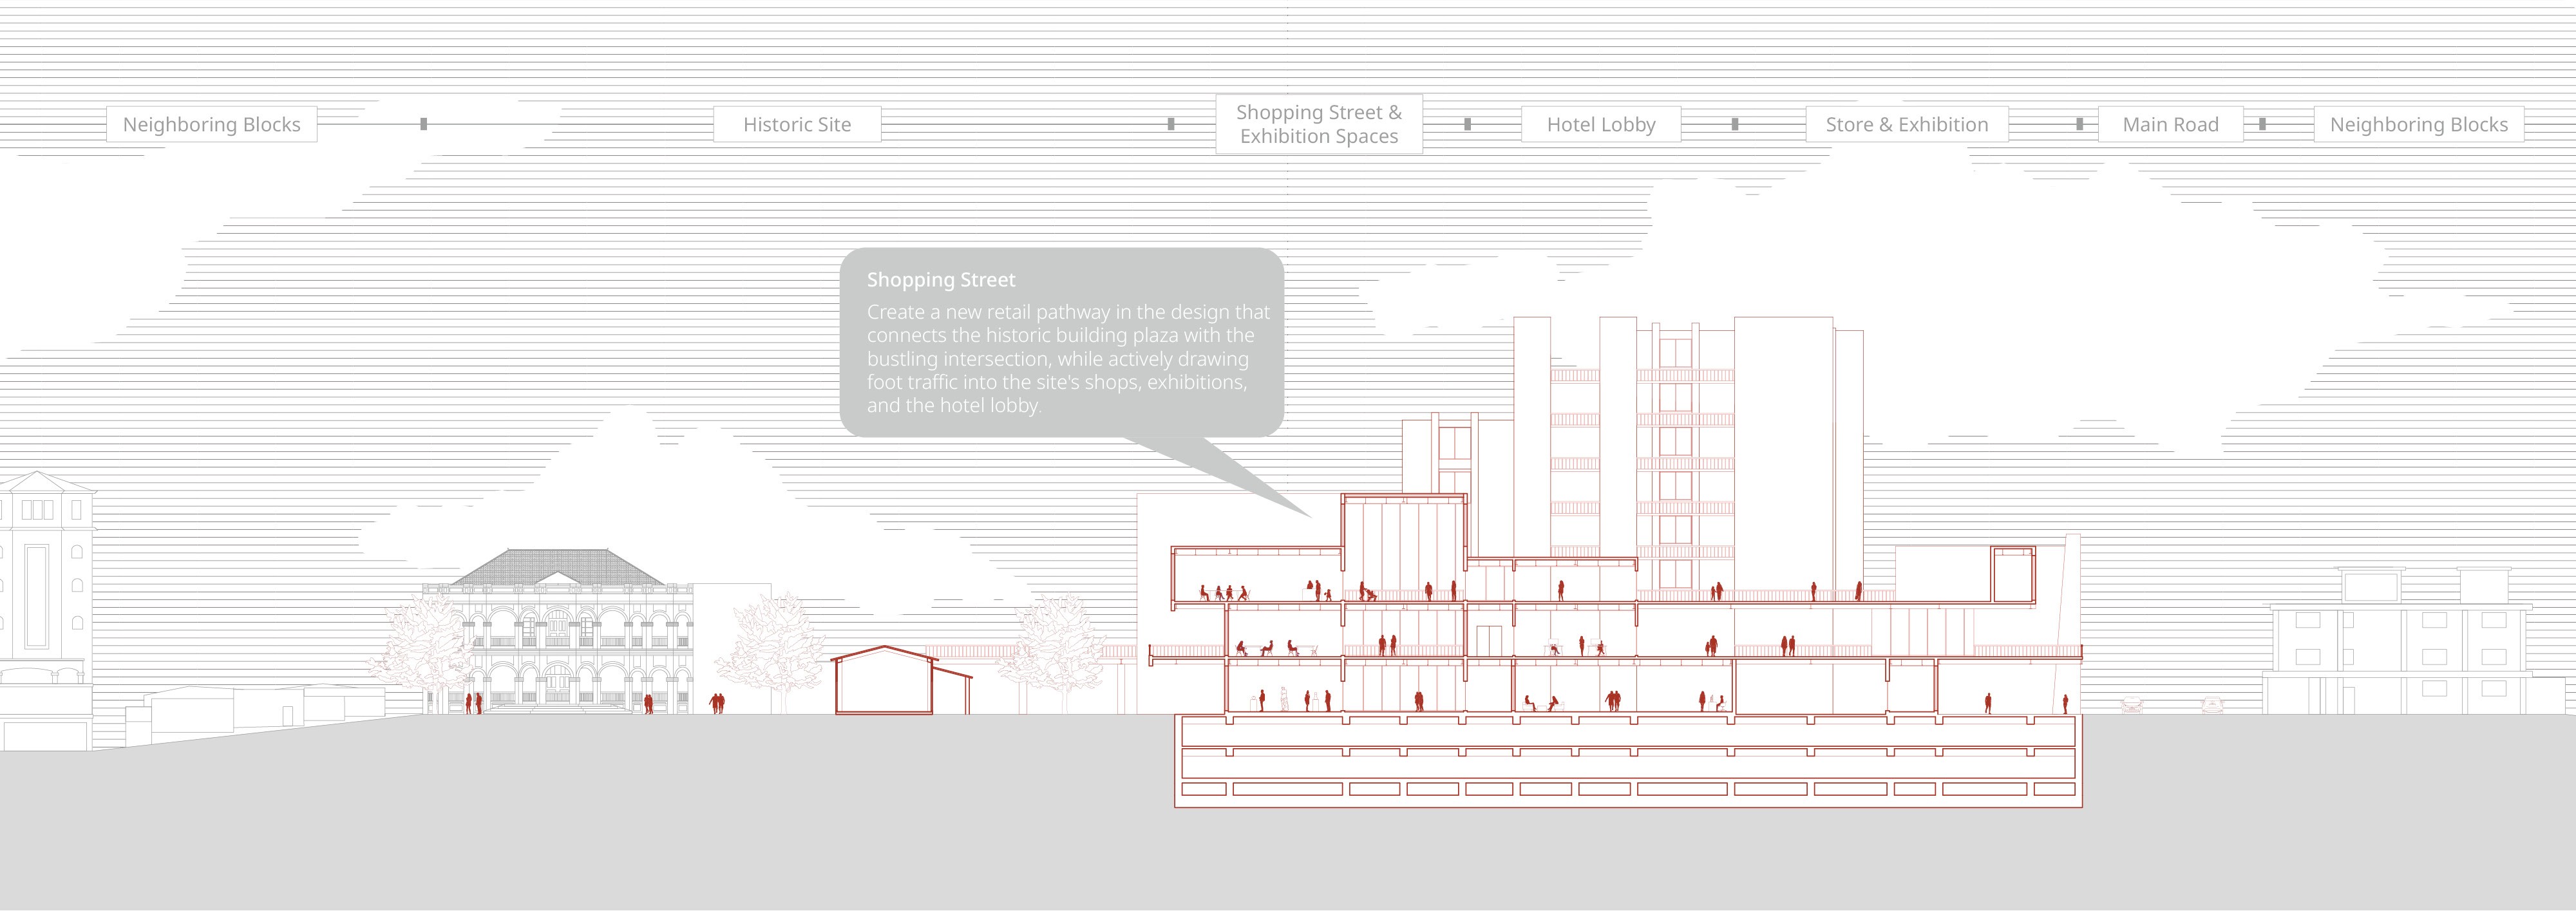 Neighboring Blocks
Historic Site
Shopping Street &
Exhibition Spaces
Hotel Lobby
Store & Exhibition
Main Road
Neighboring Blocks
Shopping Street
Create a new retail pathway in the design that
connects the historic building plaza with the
bustling intersection, while actively drawing
foot traffic into the site's shops, exhibitions,
and the hotel lobby.